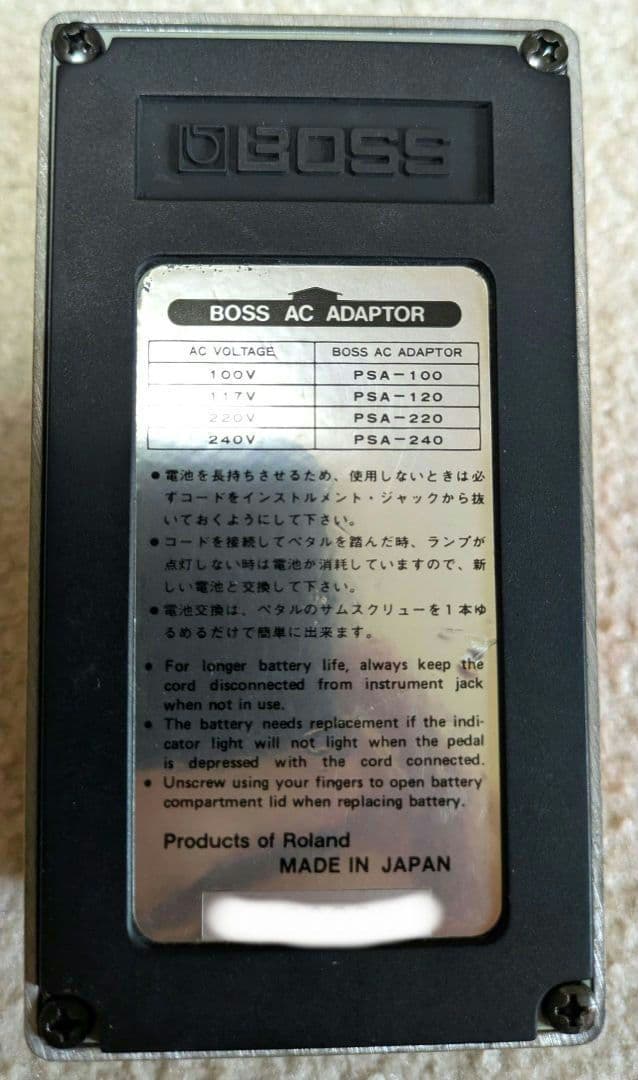 BOSS
BOSS AC ADAPTOR
AC VOLTAGE BOSS AC ADAPTOR
100V PSA-100
117V PSA-120
220V PSA-220
240V PSA-240
●電池を長持ちさせるため、使用しないときは必
ずコードをインストルメント・ジャックから抜
いておくようにして下さい。
●コードを接続してペタルを踏んだ時、ランプが
点灯しない時は電池が消耗していますので、新
しい電池と交換して下さい。
●電池交換は、ペタルのサムスクリューを1本ゆ
るめるだけで簡単に出来ます。
● For longer battery life, always keep the
cord disconnected from instrument jack
when not in use.
● The battery needs replacement if the indi-
cator light will not light when the pedal
is depressed with the cord connected.
● Unscrew using your fingers to open battery
compartment lid when replacing battery.
Products of Roland
MADE IN JAPAN